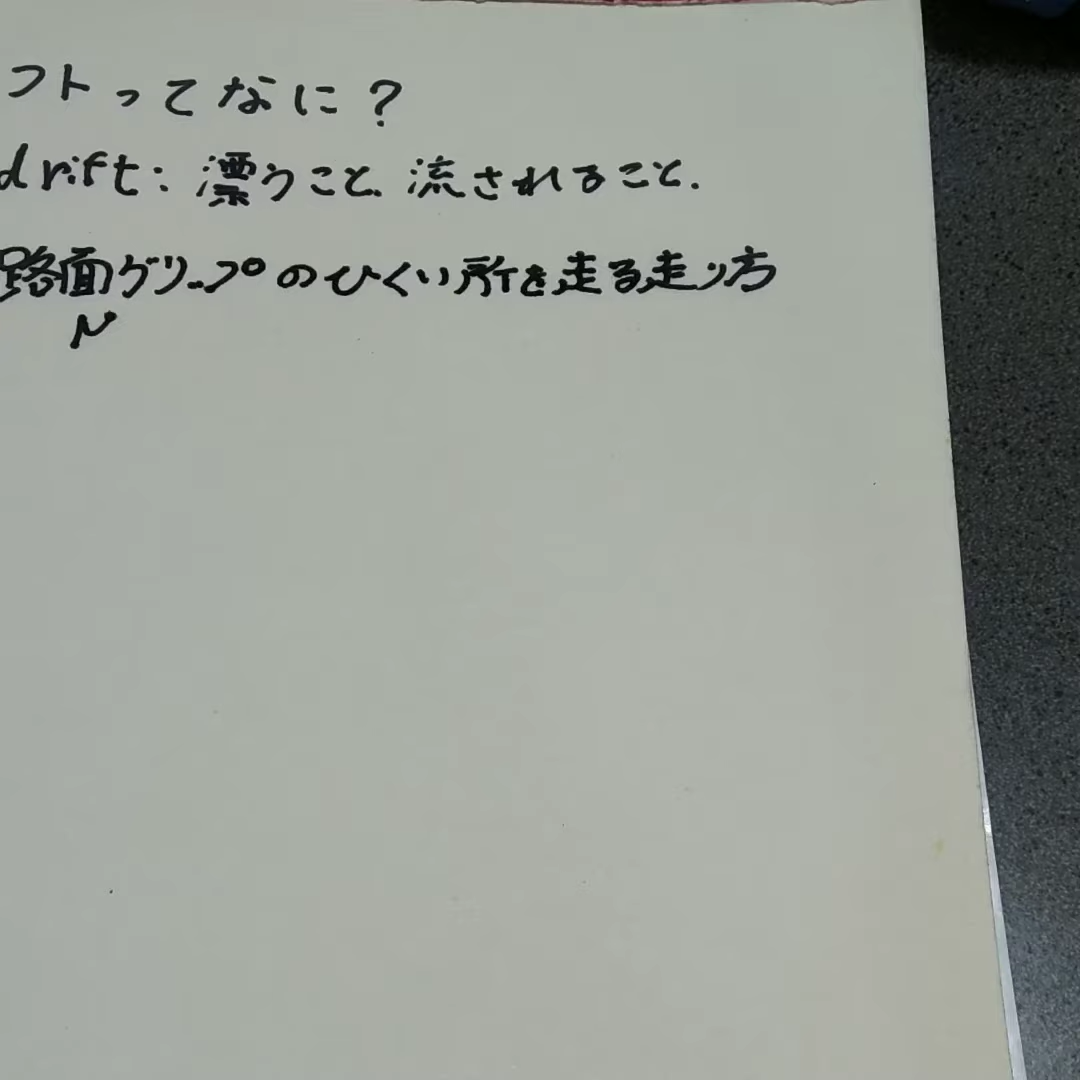 フトってなに?
drift: 漂うこと. 流されること.
路面グリップのひくい所を走る走り方